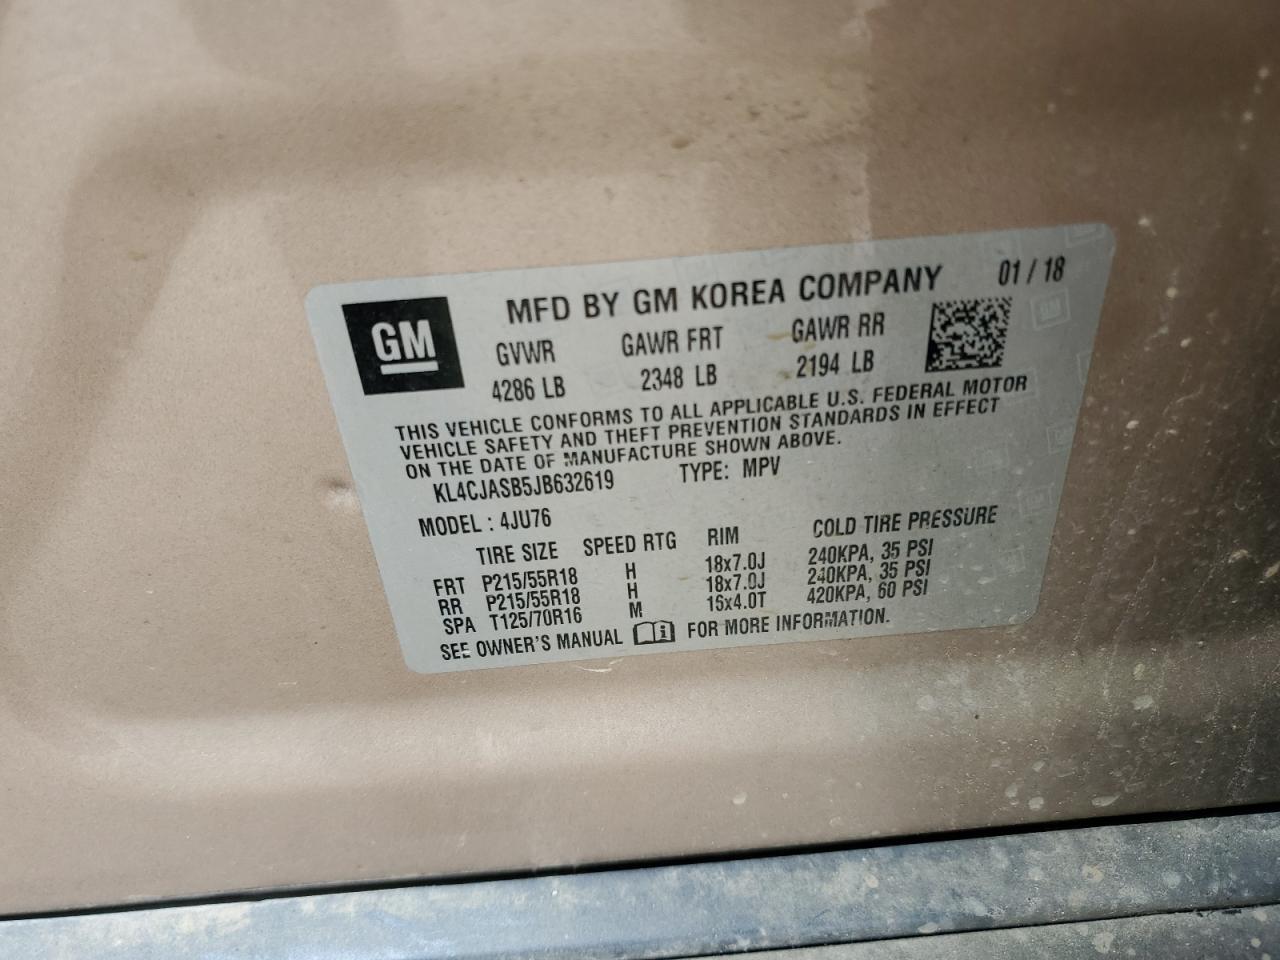 MFD BY GM KOREA COMPANY 01 / 18
GM
GVWR GAWR FRT GAWR RR
4286 LB 2348 LB 2194 LB
THIS VEHICLE CONFORMS TO ALL APPLICABLE U.S. FEDERAL MOTOR
VEHICLE SAFETY AND THEFT PREVENTION STANDARDS IN EFFECT
ON THE DATE OF MANUFACTURE SHOWN ABOVE.
KL4CJASB5JB632619 TYPE: MPV
MODEL : 4JU76
TIRE SIZE SPEED RTG RIM COLD TIRE PRESSURE
FRT P215/55R18 H 18x7.0J 240KPA, 35 PSI
RR P215/55R18 H 18x7.0J 240KPA, 35 PSI
SPA T125/70R16 M 16x4.0T 420KPA, 60 PSI
SEE OWNER'S MANUAL FOR MORE INFORMATION.